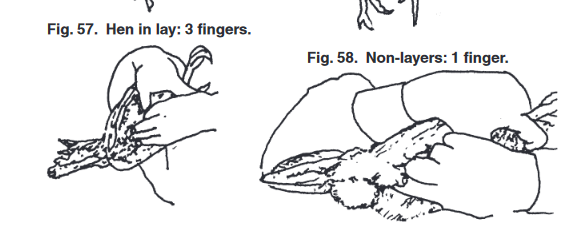 Fig. 57. Hen in lay: 3 fingers.
Fig. 58. Non-layers: 1 finger.